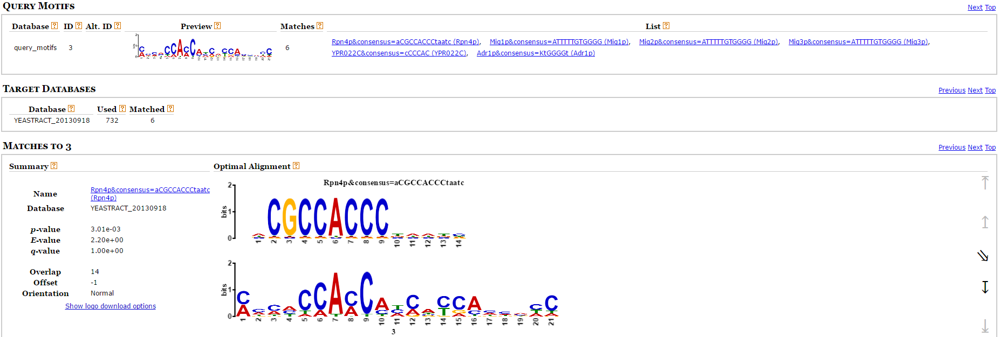 QUERY MOTIFS
Next Top
Database ? ID ? Alt. ID ? Preview ? Matches ? List ?
query_motifs 3 6 Rpn4p&consensus=aCGCCACCCtaatc (Rpn4p), Mig1p&consensus=ATTTTTGTGGGG (Mig1p), Mig2p&consensus=ATTTTTGTGGGG (Mig2p), Mig3p&consensus=ATTTTTGTGGGG (Mig3p),
YPR022C&consensus=cCCCAC (YPR022C), Adr1p&consensus=KtGGGGt (Adr1p)
TARGET DATABASES
Previous Next Top
Database ? Used ? Matched ?
YEASTRACT_20130918 732 6
MATCHES TO 3
Previous Next Top
Summary ? Optimal Alignment ?
Name Rpn4p&consensus=aCGCCACCCtaatc
(Rpn4p)
Database YEASTRACT_20130918
p-value 3.01e-03
E-value 2.20e+00
q-value 1.00e+00
Overlap 14
Offset -1
Orientation Normal
Show logo download options
Rpn4p&consensus=aCGCCACCCtaatc
2
bits
1
0
CGCCACCC
1 2 3 4 5 6 7 8 9 10 11 12 13 14
2
bits
1
0
1 2 3 4 5 6 7 8 9 10 11 12 13 14 15 16 17 18 19 20 21
3